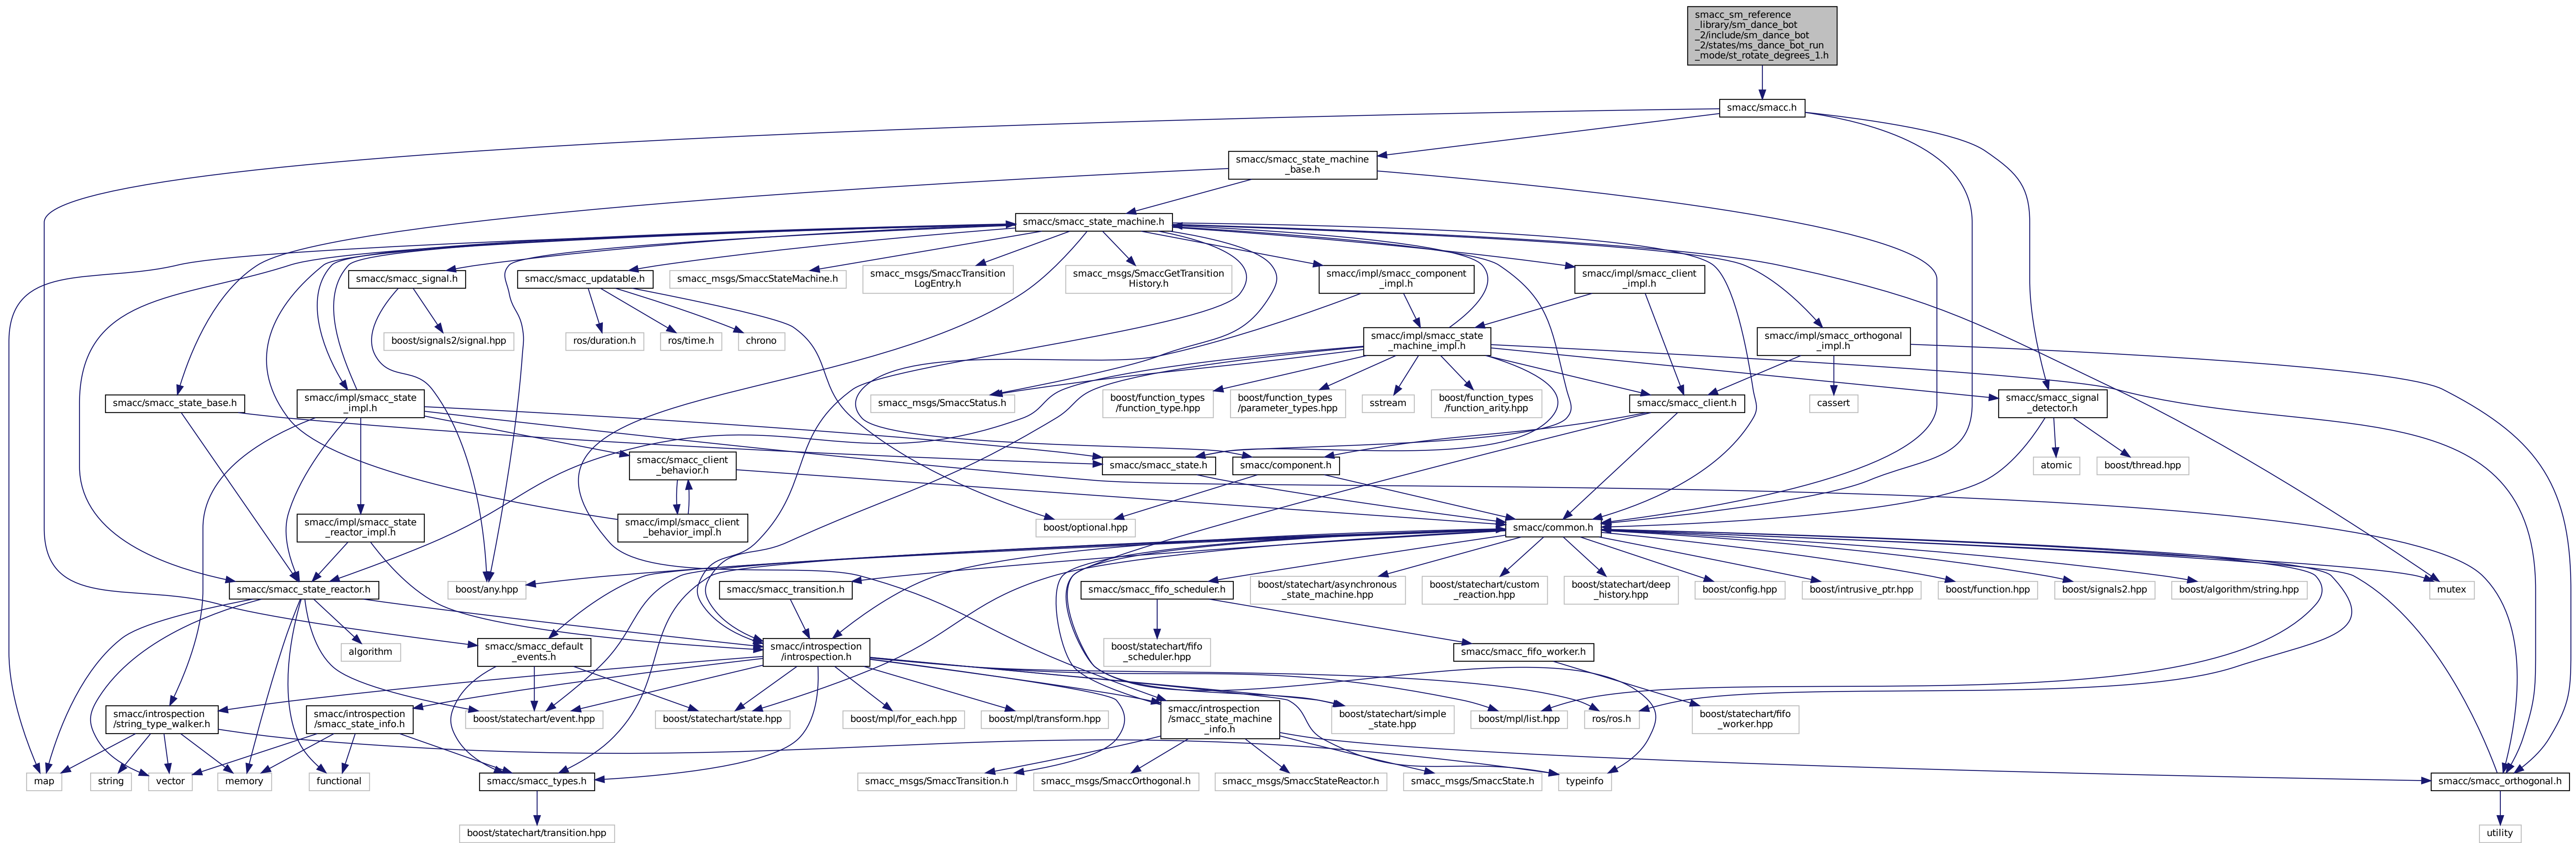 smacc_sm_reference
_library/sm_dance_bot
_2/include/sm_dance_bot
_2/states/ms_dance_bot_run
_mode/st_rotate_degrees_1.h
smacc/smacc.h
smacc/smacc_state_machine
_base.h
smacc/smacc_state_machine.h
smacc/smacc_signal.h
smacc/smacc_updatable.h
smacc_msgs/SmaccStateMachine.h
smacc_msgs/SmaccTransition
LogEntry.h
smacc_msgs/SmaccGetTransition
History.h
smacc/impl/smacc_component
_impl.h
smacc/impl/smacc_client
_impl.h
boost/signals2/signal.hpp
ros/duration.h
ros/time.h
chrono
smacc/impl/smacc_state
_machine_impl.h
smacc/impl/smacc_orthogonal
_impl.h
smacc/smacc_state_base.h
smacc/impl/smacc_state
_impl.h
smacc_msgs/SmaccStatus.h
boost/function_types
/function_type.hpp
boost/function_types
/parameter_types.hpp
sstream
boost/function_types
/function_arity.hpp
smacc/smacc_client.h
cassert
smacc/smacc_signal
_detector.h
smacc/smacc_client
_behavior.h
smacc/smacc_state.h
smacc/component.h
atomic
boost/thread.hpp
smacc/impl/smacc_state
_reactor_impl.h
smacc/impl/smacc_client
_behavior_impl.h
boost/optional.hpp
smacc/common.h
smacc/smacc_state_reactor.h
boost/any.hpp
smacc/smacc_transition.h
smacc/smacc_fifo_scheduler.h
boost/statechart/asynchronous
_state_machine.hpp
boost/statechart/custom
_reaction.hpp
boost/statechart/deep
_history.hpp
boost/config.hpp
boost/intrusive_ptr.hpp
boost/function.hpp
boost/signals2.hpp
boost/algorithm/string.hpp
mutex
algorithm
smacc/smacc_default
_events.h
smacc/introspection
/introspection.h
boost/statechart/fifo
_scheduler.hpp
smacc/smacc_fifo_worker.h
smacc/introspection
/string_type_walker.h
smacc/introspection
/smacc_state_info.h
boost/statechart/event.hpp
boost/statechart/state.hpp
boost/mpl/for_each.hpp
boost/mpl/transform.hpp
smacc/introspection
/smacc_state_machine
_info.h
boost/statechart/simple
_state.hpp
boost/mpl/list.hpp
ros/ros.h
boost/statechart/fifo
_worker.hpp
map
string
vector
memory
functional
smacc/smacc_types.h
smacc_msgs/SmaccTransition.h
smacc_msgs/SmaccOrthogonal.h
smacc_msgs/SmaccStateReactor.h
smacc_msgs/SmaccState.h
typeinfo
smacc/smacc_orthogonal.h
boost/statechart/transition.hpp
utility